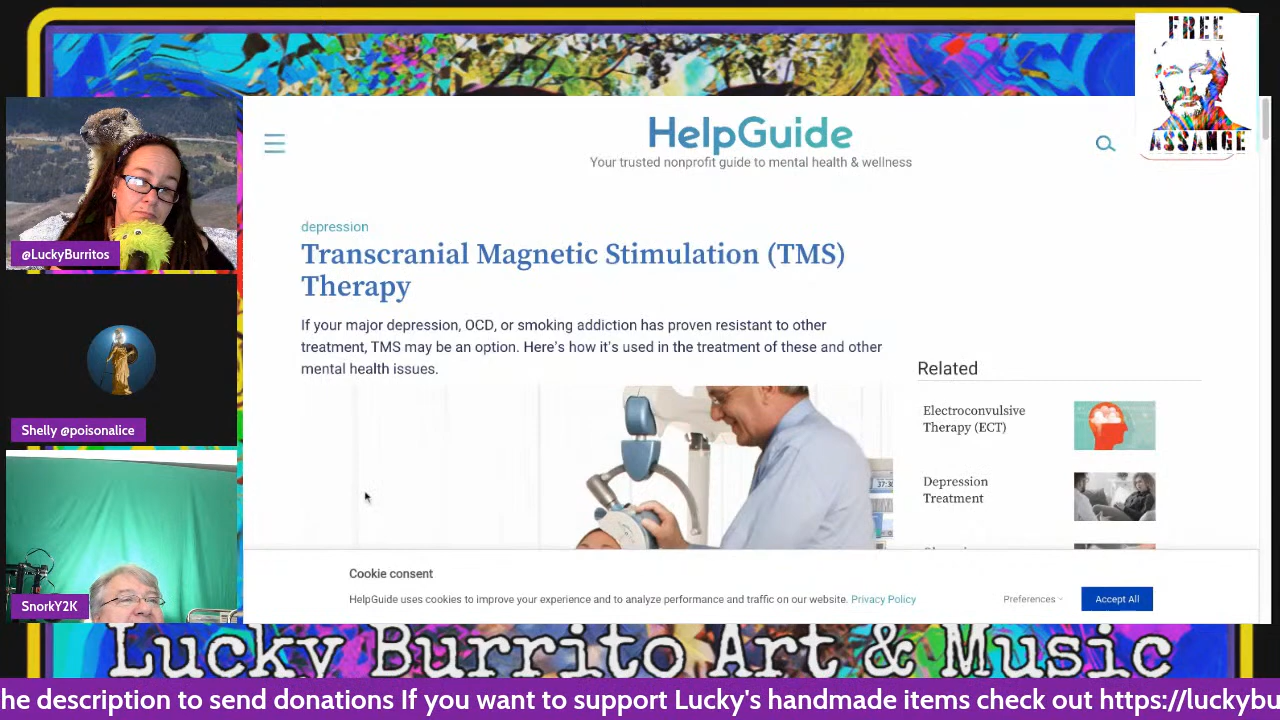 FREE
ASSANGE
HelpGuide
Your trusted nonprofit guide to mental health & wellness
depression
Transcranial Magnetic Stimulation (TMS)
Therapy
If your major depression, OCD, or smoking addiction has proven resistant to other
treatment, TMS may be an option. Here's how it's used in the treatment of these and other
mental health issues.
Related
Electroconvulsive
Therapy (ECT)
Depression
Treatment
37:30
@LuckyBurritos
Shelly @poisonalice
SnorkY2K
Cookie consent
HelpGuide uses cookies to improve your experience and to analyze performance and traffic on our website. Privacy Policy
Preferences
Accept All
Lucky Burrito Art & Music
he description to send donations If you want to support Lucky's handmade items check out https://luckybu